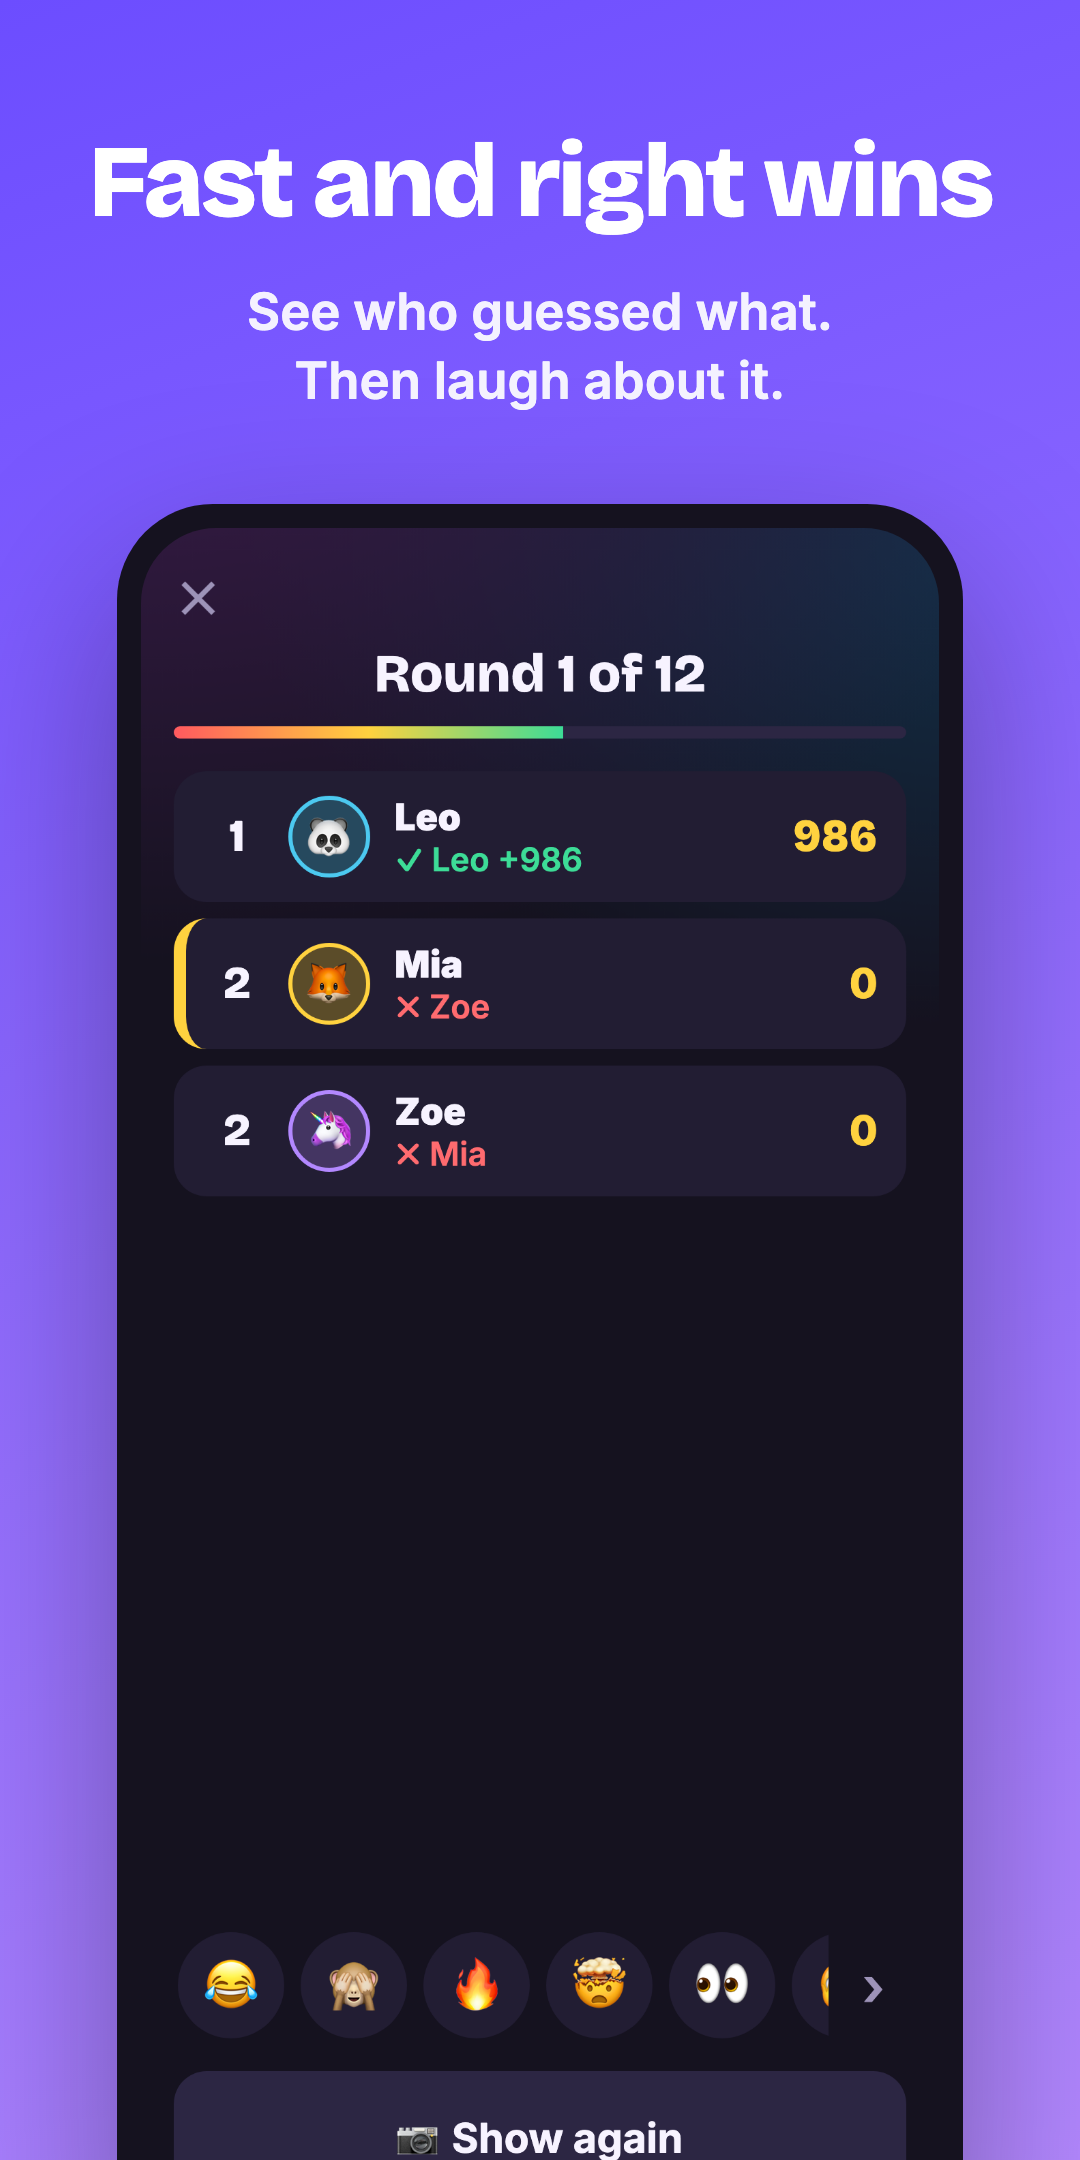 Fast and right wins
See who guessed what.
Then laugh about it.
Round 1 of 12
1
Leo
✓ Leo +986
986
2
Mia
✕ Zoe
0
2
Zoe
✕ Mia
0
Show again